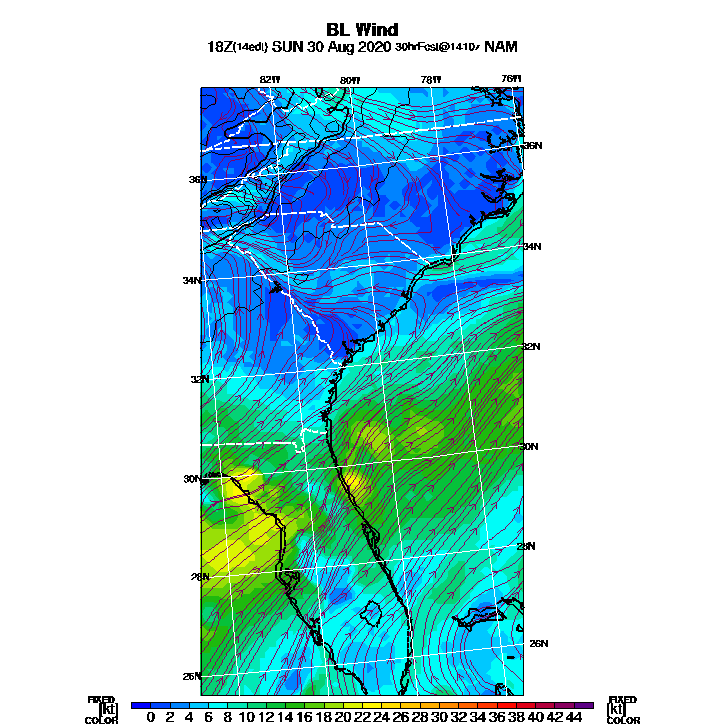 BL Wind
18Z(14edt) SUN 30 Aug 2020 30hrFcst@1410z NAM
82W 80W 78W 76W
36N
36N
34N
34N
32N
32N
30N
30N
28N
28N
26N
26N
FIXED FIXED
[kt] 0 2 4 6 8 10 12 14 16 18 20 22 24 26 28 30 32 34 36 38 40 42 44 [kt]
COLOR COLOR